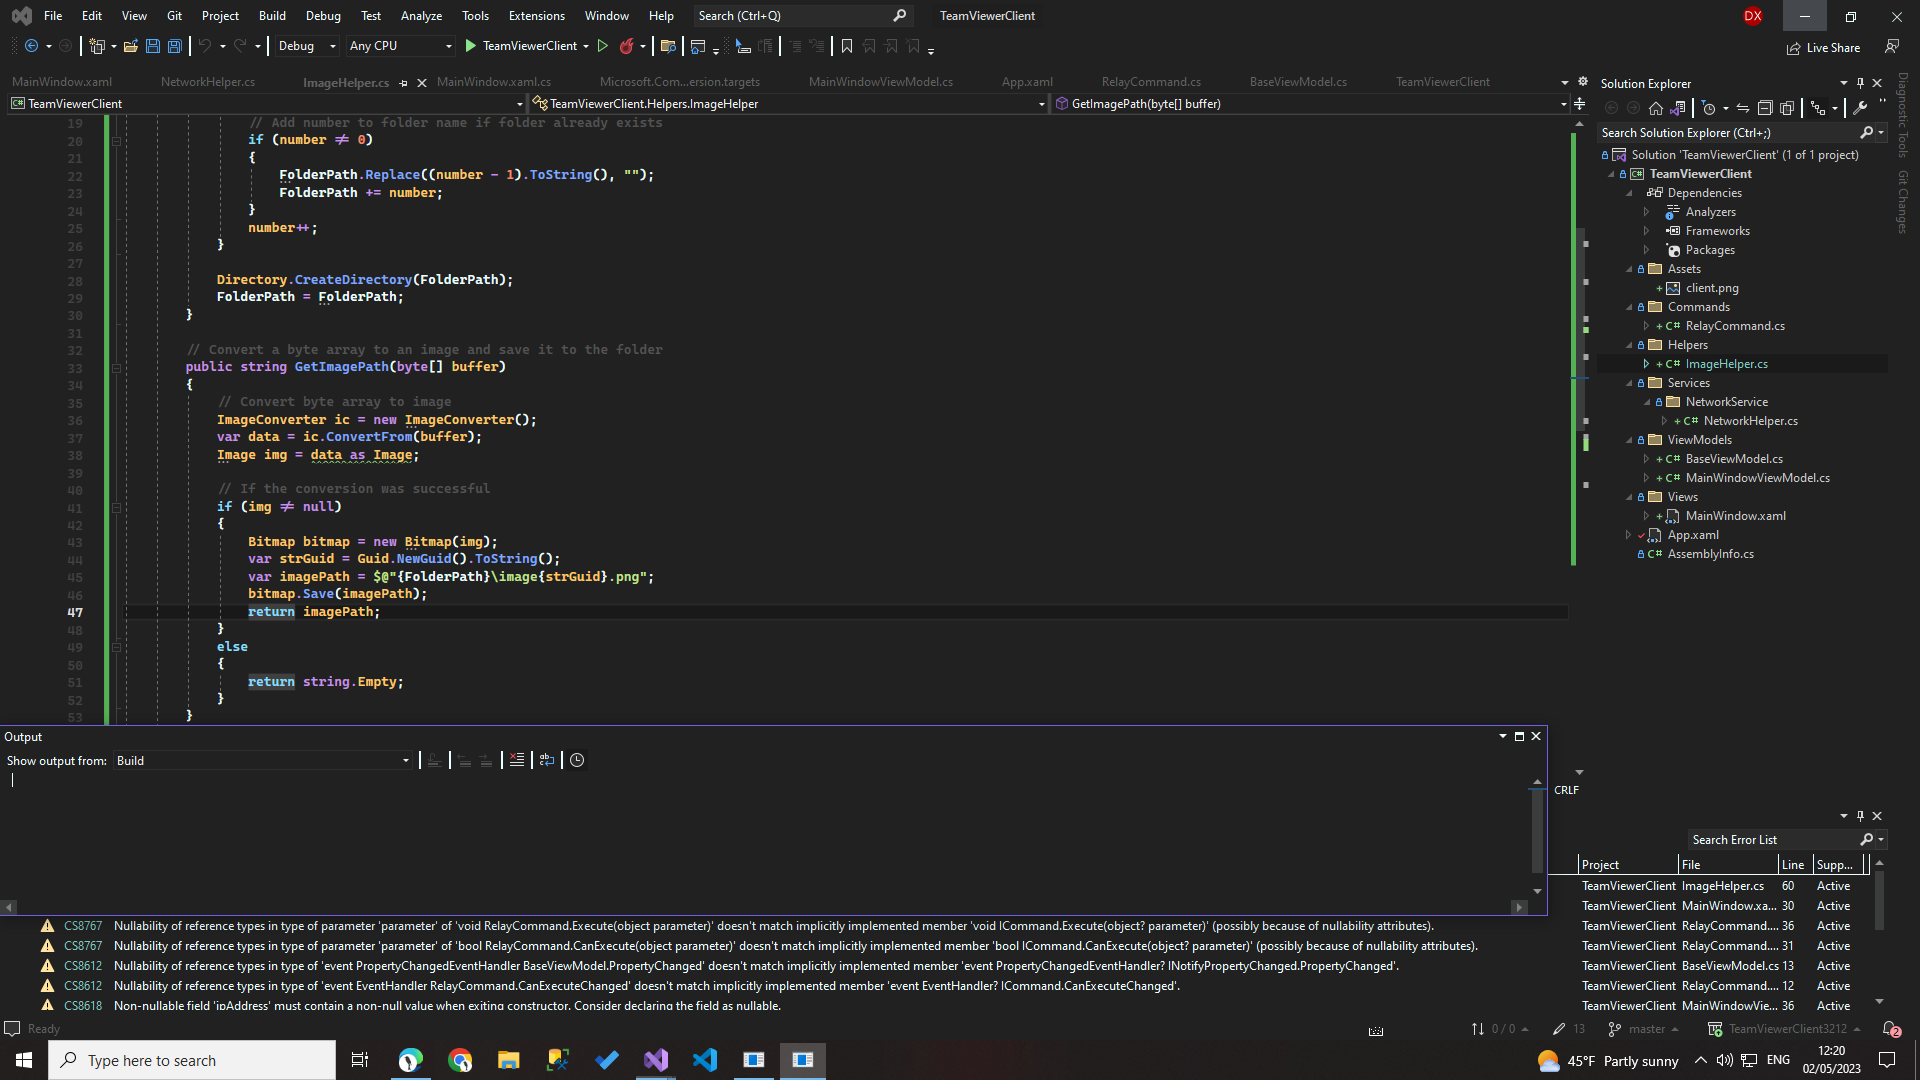 File Edit View Git Project Build Debug Test Analyze Tools Extensions Window Help Search (Ctrl+Q) TeamViewerClient DX
Debug Any CPU TeamViewerClient Live Share
MainWindow.xaml NetworkHelper.cs ImageHelper.cs MainWindow.xaml.cs Microsoft.Com...ersion.targets MainWindowViewModel.cs App.xaml RelayCommand.cs BaseViewModel.cs TeamViewerClient
TeamViewerClient TeamViewerClient.Helpers.ImageHelper GetImagePath(byte[] buffer)
19 // Add number to folder name if folder already exists
20 if (number ≠ 0)
21 {
22 FolderPath.Replace((number - 1).ToString(), "");
23 FolderPath += number;
24 }
25 number++;
26 }
27
28 Directory.CreateDirectory(FolderPath);
29 FolderPath = FolderPath;
30 }
31
32 // Convert a byte array to an image and save it to the folder
33 public string GetImagePath(byte[] buffer)
34 {
35 // Convert byte array to image
36 ImageConverter ic = new ImageConverter();
37 var data = ic.ConvertFrom(buffer);
38 Image img = data as Image;
39
40 // If the conversion was successful
41 if (img ≠ null)
42 {
43 Bitmap bitmap = new Bitmap(img);
44 var strGuid = Guid.NewGuid().ToString();
45 var imagePath = $@"{FolderPath}\image{strGuid}.png";
46 bitmap.Save(imagePath);
47 return imagePath;
48 }
49 else
50 {
51 return string.Empty;
52 }
53 }
Solution Explorer
Search Solution Explorer (Ctrl+;)
Solution 'TeamViewerClient' (1 of 1 project)
TeamViewerClient
Dependencies
Analyzers
Frameworks
Packages
Assets
client.png
Commands
RelayCommand.cs
Helpers
ImageHelper.cs
Services
NetworkService
NetworkHelper.cs
ViewModels
BaseViewModel.cs
MainWindowViewModel.cs
Views
MainWindow.xaml
App.xaml
AssemblyInfo.cs
Diagnostic Tools
Git Changes
Output
Show output from: Build
CRLF
Search Error List
Project File Line Supp...
TeamViewerClient ImageHelper.cs 60 Active
TeamViewerClient MainWindow.xa... 30 Active
CS8767 Nullability of reference types in type of parameter 'parameter' of 'void RelayCommand.Execute(object parameter)' doesn't match implicitly implemented member 'void ICommand.Execute(object? parameter)' (possibly because of nullability attributes). TeamViewerClient RelayCommand.... 36 Active
CS8767 Nullability of reference types in type of parameter 'parameter' of 'bool RelayCommand.CanExecute(object parameter)' doesn't match implicitly implemented member 'bool ICommand.CanExecute(object? parameter)' (possibly because of nullability attributes). TeamViewerClient RelayCommand.... 31 Active
CS8612 Nullability of reference types in type of 'event PropertyChangedEventHandler BaseViewModel.PropertyChanged' doesn't match implicitly implemented member 'event PropertyChangedEventHandler? INotifyPropertyChanged.PropertyChanged'. TeamViewerClient BaseViewModel.cs 13 Active
CS8612 Nullability of reference types in type of 'event EventHandler RelayCommand.CanExecuteChanged' doesn't match implicitly implemented member 'event EventHandler? ICommand.CanExecuteChanged'. TeamViewerClient RelayCommand.... 12 Active
CS8618 Non-nullable field 'ipAddress' must contain a non-null value when exiting constructor. Consider declaring the field as nullable. TeamViewerClient MainWindowVie... 36 Active
Ready 0 / 0 13 master TeamViewerClient3212 2
Type here to search 45°F Partly sunny ENG 12:20
02/05/2023